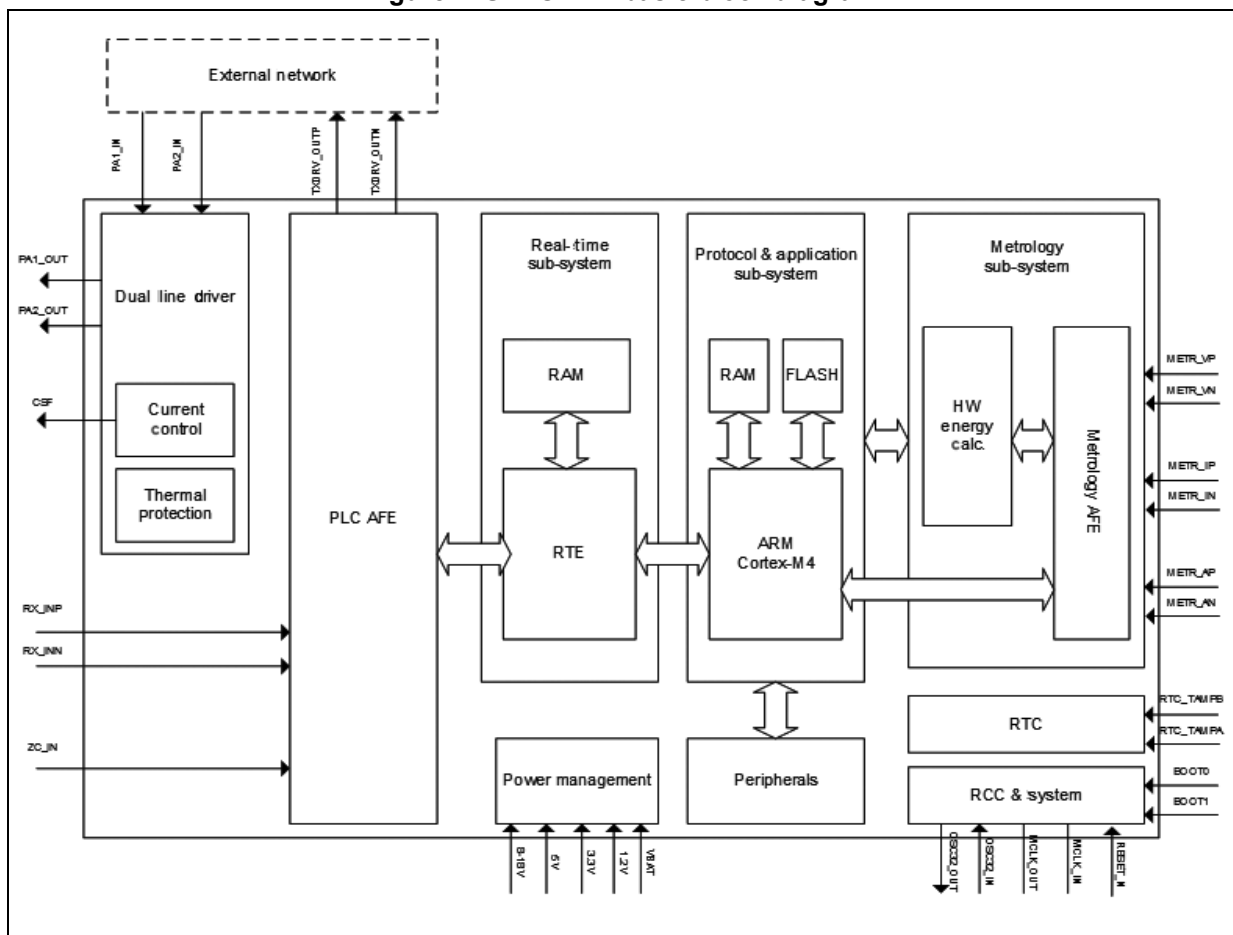 External network
PA1_IN
PA2_IN
TXDRV_OUTP
TXDRV_OUTN
PA1_OUT
PA2_OUT
CSF
RX_INP
RX_INN
ZC_IN
Dual line driver
Current
control
Thermal
protection
PLC AFE
Real-time
sub-system
RAM
RTE
Protocol & application
sub-system
RAM
FLASH
ARM
Cortex-M4
Metrology
sub-system
HW
energy
calc.
Metrology AFE
METR_VP
METR_VN
METR_IP
METR_IN
METR_AP
METR_AN
Power management
Peripherals
RTC
RTC_TAMPB
RTC_TAMPA
RCC & system
BOOT0
BOOT1
8-18V
5V
3.3V
1.2V
VBAT
OSC32_OUT
OSC32_IN
MCLK_OUT
MCLK_IN
RESET_N